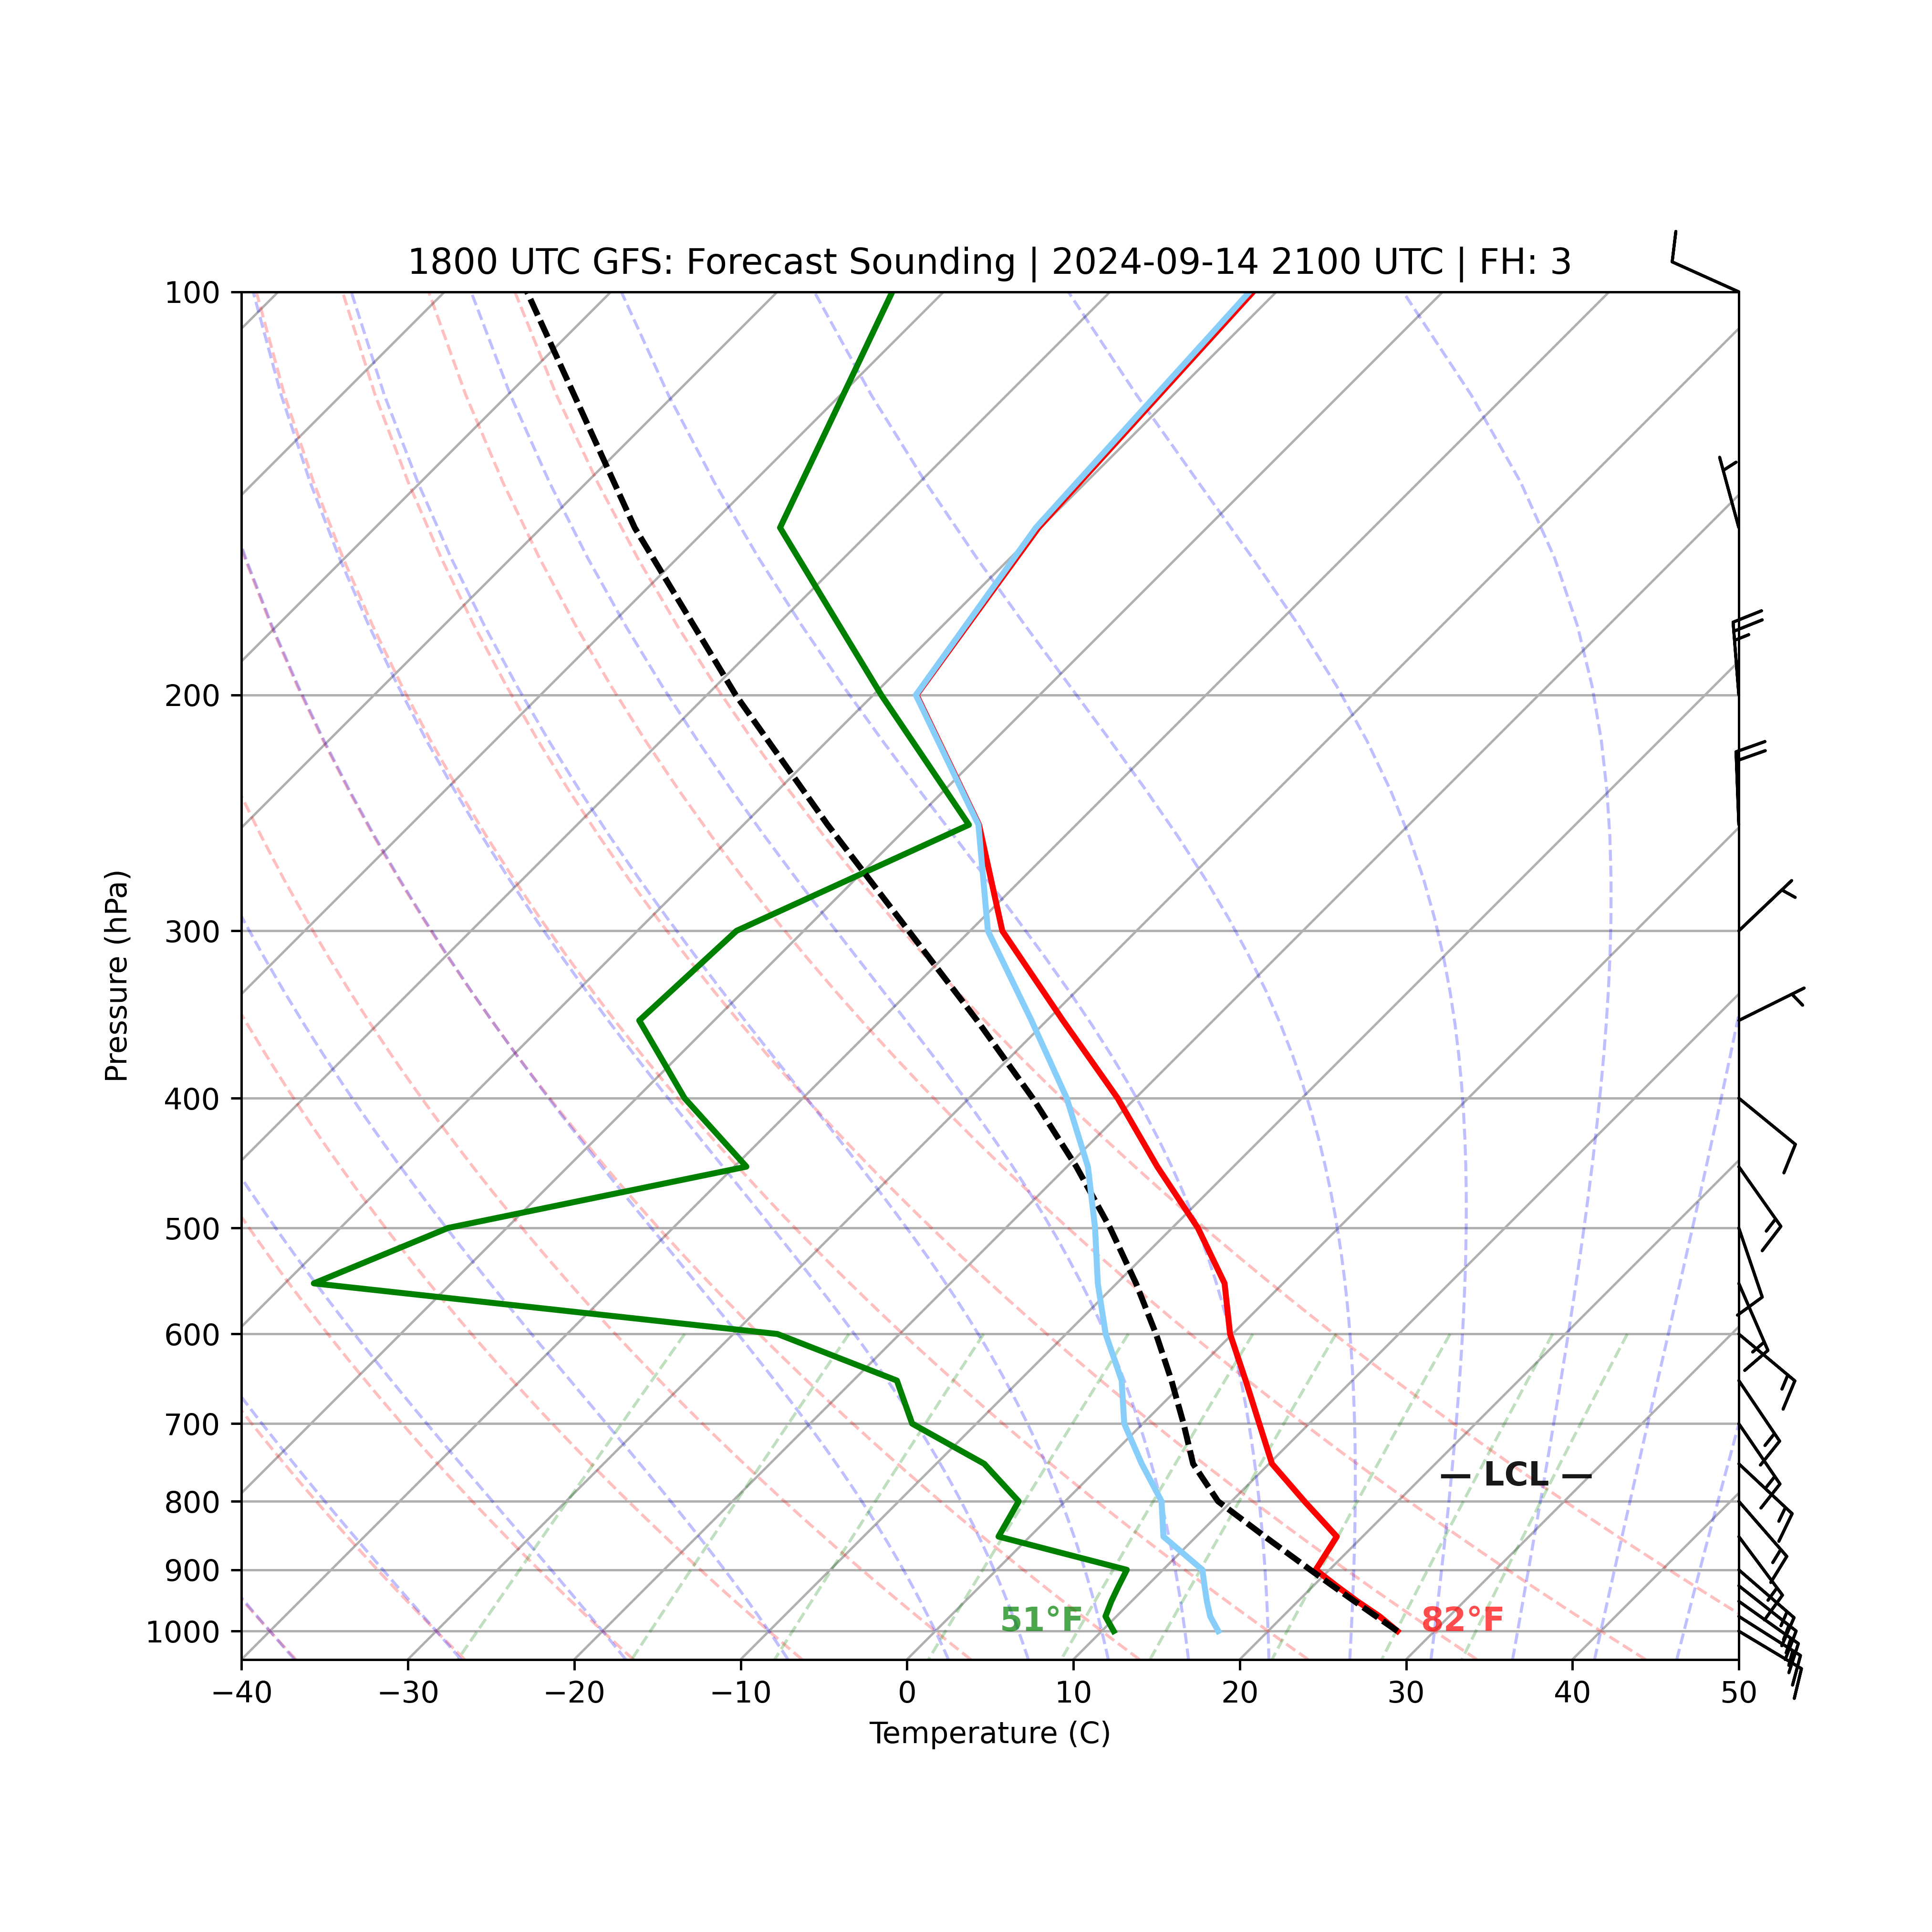 1800 UTC GFS: Forecast Sounding | 2024-09-14 2100 UTC | FH: 3
100
200
300
400
500
600
700
800
900
1000
Pressure (hPa)
— LCL —
51°F
82°F
−40 −30 −20 −10 0 10 20 30 40 50
Temperature (C)